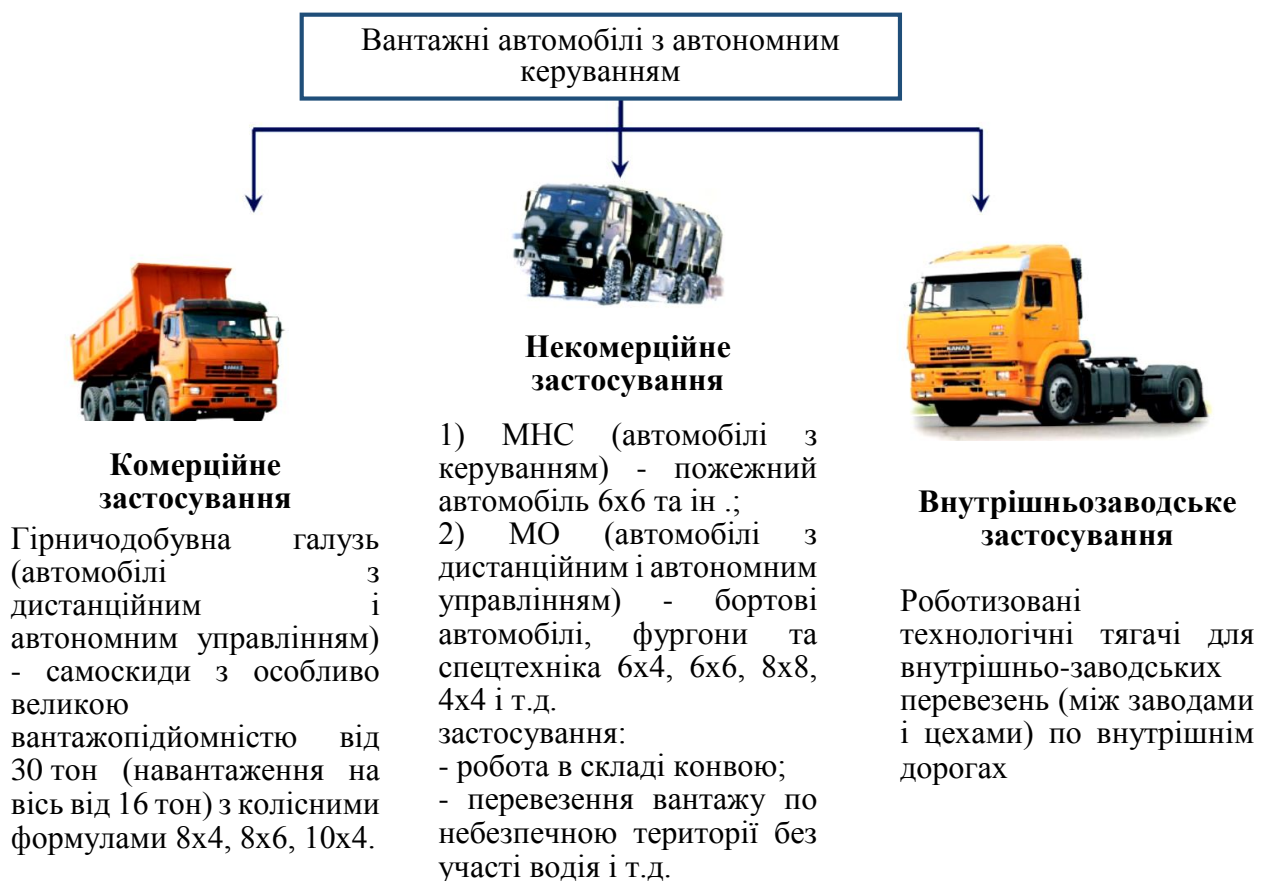 Вантажні автомобілі з автономним
керуванням
Комерційне
застосування
Гірничодобувна галузь
(автомобілі з
дистанційним і
автономним управлінням)
- самоскиди з особливо
великою
вантажопідйомністю від
30 тон (навантаження на
вісь від 16 тон) з колісними
формулами 8х4, 8х6, 10х4.
Некомерційне
застосування
1) МНС (автомобілі з
керуванням) - пожежний
автомобіль 6х6 та ін .;
2) МО (автомобілі з
дистанційним і автономним
управлінням) - бортові
автомобілі, фургони та
спецтехніка 6х4, 6х6, 8х8,
4х4 і т.д.
застосування:
- робота в складі конвою;
- перевезення вантажу по
небезпечною території без
участі водія і т.д.
KAMAZ
Внутрішньозаводське
застосування
Роботизовані
технологічні тягачі для
внутрішньо-заводських
перевезень (між заводами
і цехами) по внутрішнім
дорогах